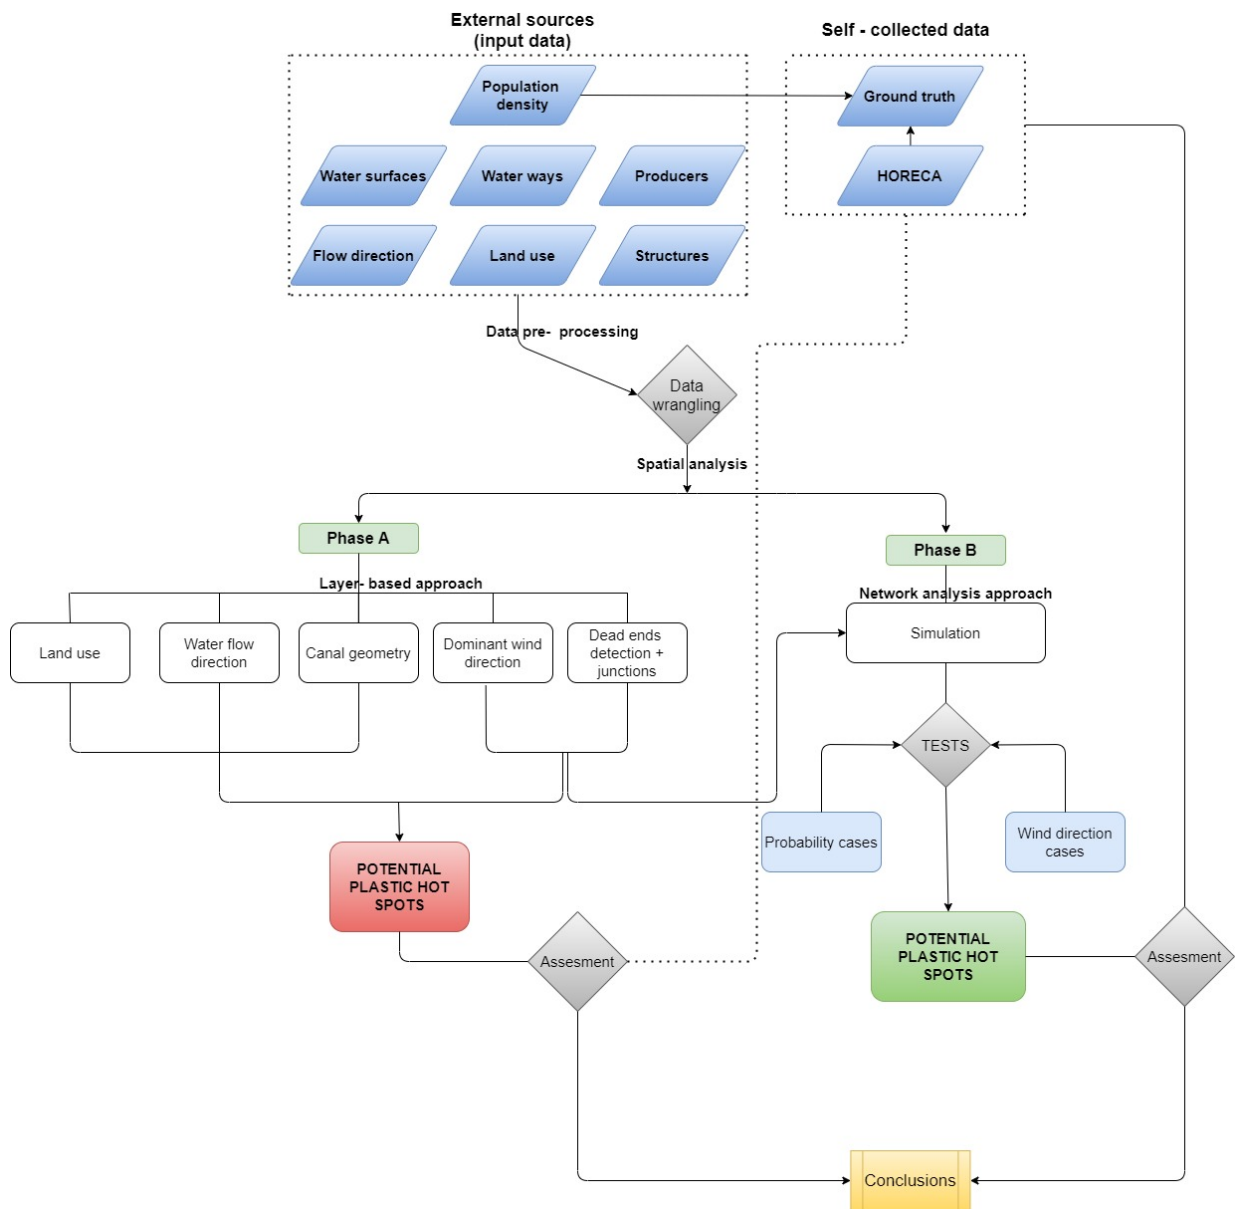 External sources
(input data)
Self - collected data
Population
density
Ground truth
Water surfaces
Water ways
Producers
HORECA
Flow direction
Land use
Structures
Data pre- processing
Data
wrangling
Spatial analysis
Phase A
Phase B
Layer- based approach
Network analysis approach
Land use
Water flow
direction
Canal geometry
Dominant wind
direction
Dead ends
detection +
junctions
Simulation
TESTS
Probability cases
Wind direction
cases
POTENTIAL
PLASTIC HOT
SPOTS
Assesment
POTENTIAL
PLASTIC HOT
SPOTS
Assesment
Conclusions